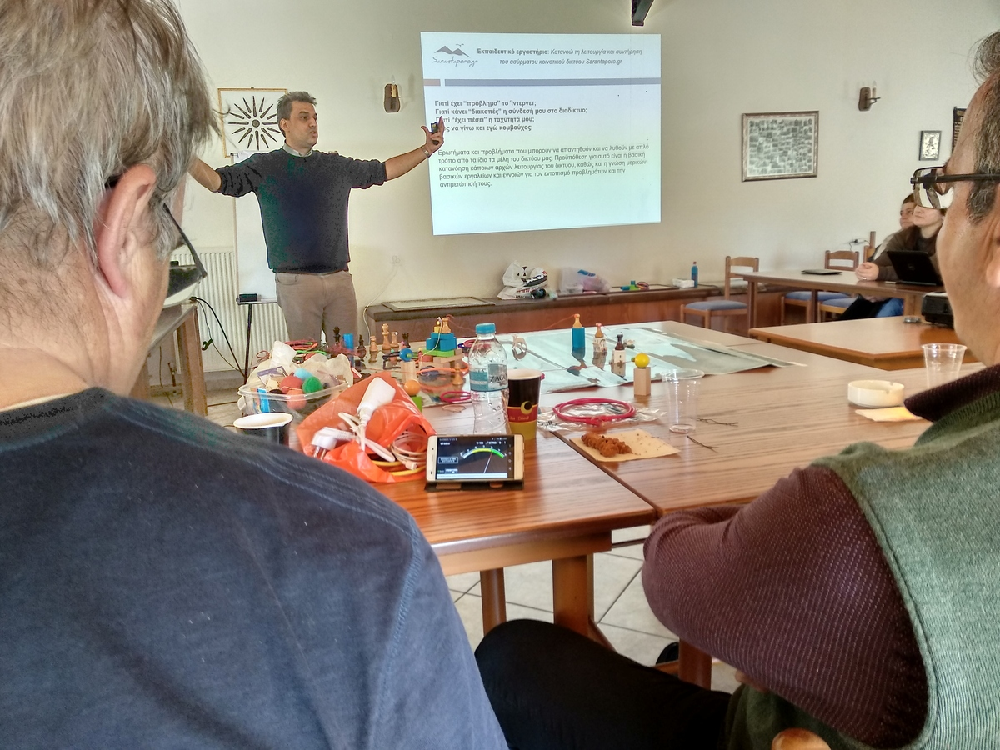 Sarantaporo.gr
Εκπαιδευτικό εργαστήριο: Κατανοώ τη λειτουργία και συντήρηση
του ασύρματου κοινοτικού δικτύου Sarantaporo.gr
Γιατί έχει "πρόβλημα" το Ίντερνετ;
Γιατί κάνει "διακοπές" η σύνδεσή μου στο διαδίκτυο;
"έχει πέσει" η ταχύτητά μου;
να γίνω και εγώ κομβούχος;
Ερωτήματα και προβλήματα που μπορούν να απαντηθούν και να λυθούν με απλό
τρόπο από τα ίδια τα μέλη του δικτύου μας. Προϋπόθεση για αυτό είναι η βασική
κατανόηση κάποιων αρχών λειτουργίας του δικτύου, καθώς και η γνώση μερικών
βασικών εργαλείων και εννοιών για τον εντοπισμό προβλημάτων και την
αντιμετώπισή τους.